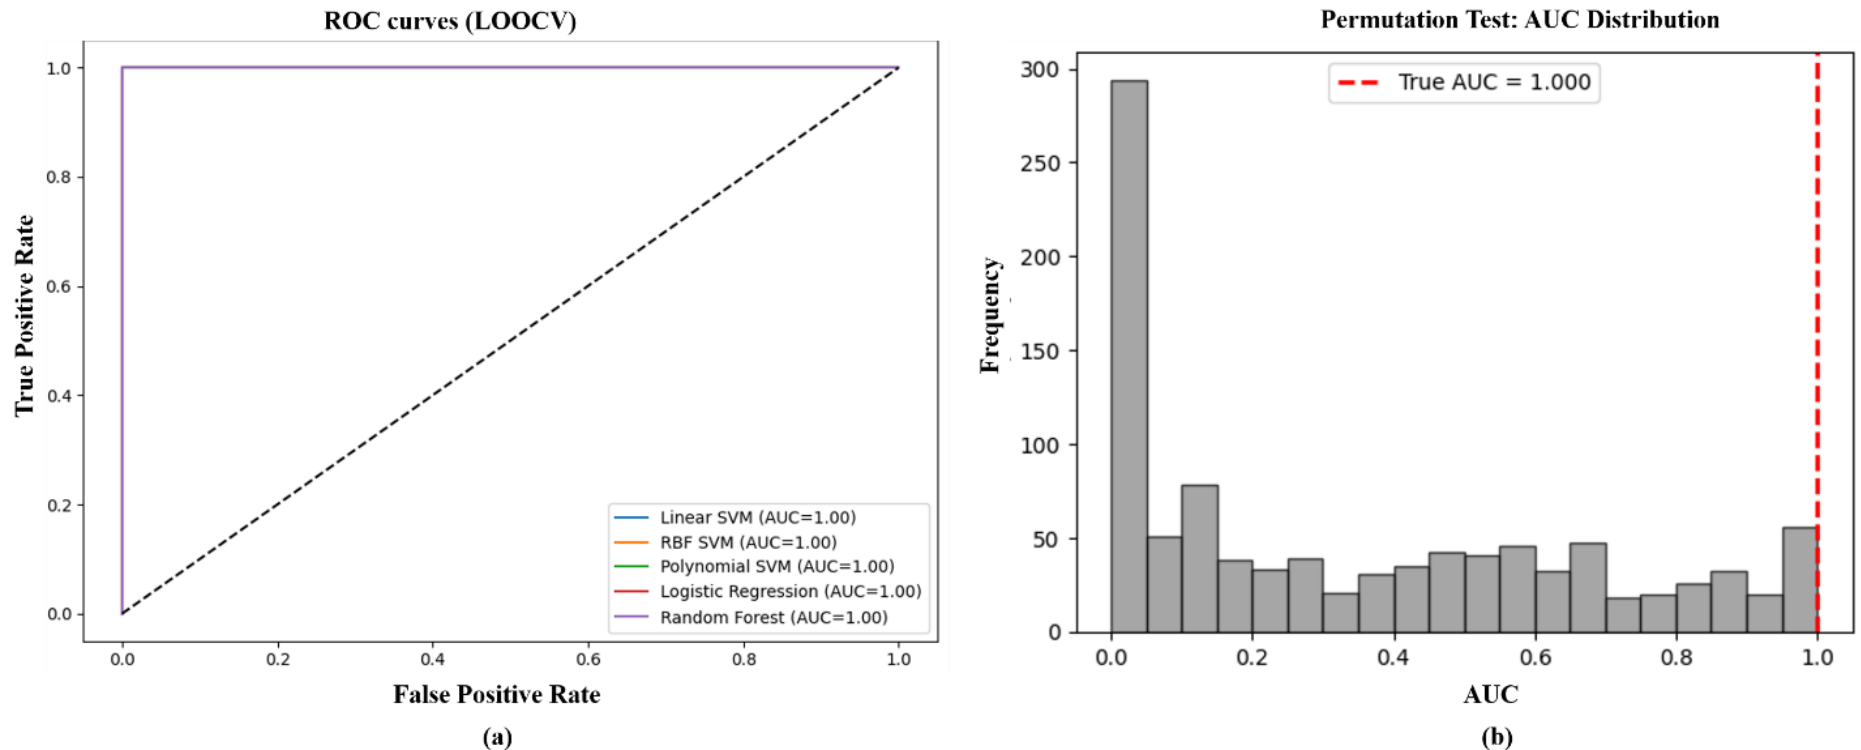 ROC curves (LOOCV)
1.0
0.8
0.6
0.4
0.2
0.0
True Positive Rate
Linear SVM (AUC=1.00)
RBF SVM (AUC=1.00)
Polynomial SVM (AUC=1.00)
Logistic Regression (AUC=1.00)
Random Forest (AUC=1.00)
0.0 0.2 0.4 0.6 0.8 1.0
False Positive Rate
(a)
Permutation Test: AUC Distribution
True AUC = 1.000
300
250
200
150
100
50
0
Frequency
0.0 0.2 0.4 0.6 0.8 1.0
AUC
(b)